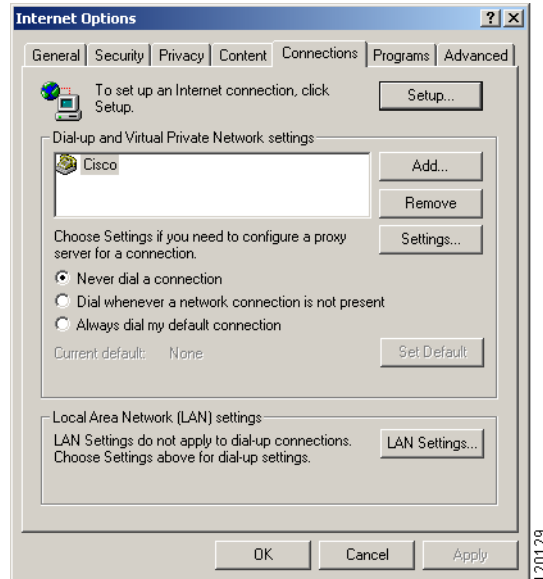 Internet Options
General Security Privacy Content Connections Programs Advanced
To set up an Internet connection, click
Setup.
Setup...
Dial-up and Virtual Private Network settings
Cisco
Add...
Remove
Choose Settings if you need to configure a proxy
server for a connection.
Settings...
Never dial a connection
Dial whenever a network connection is not present
Always dial my default connection
Current default: None
Set Default
Local Area Network (LAN) settings
LAN Settings do not apply to dial-up connections.
Choose Settings above for dial-up settings.
LAN Settings...
OK Cancel Apply
120129